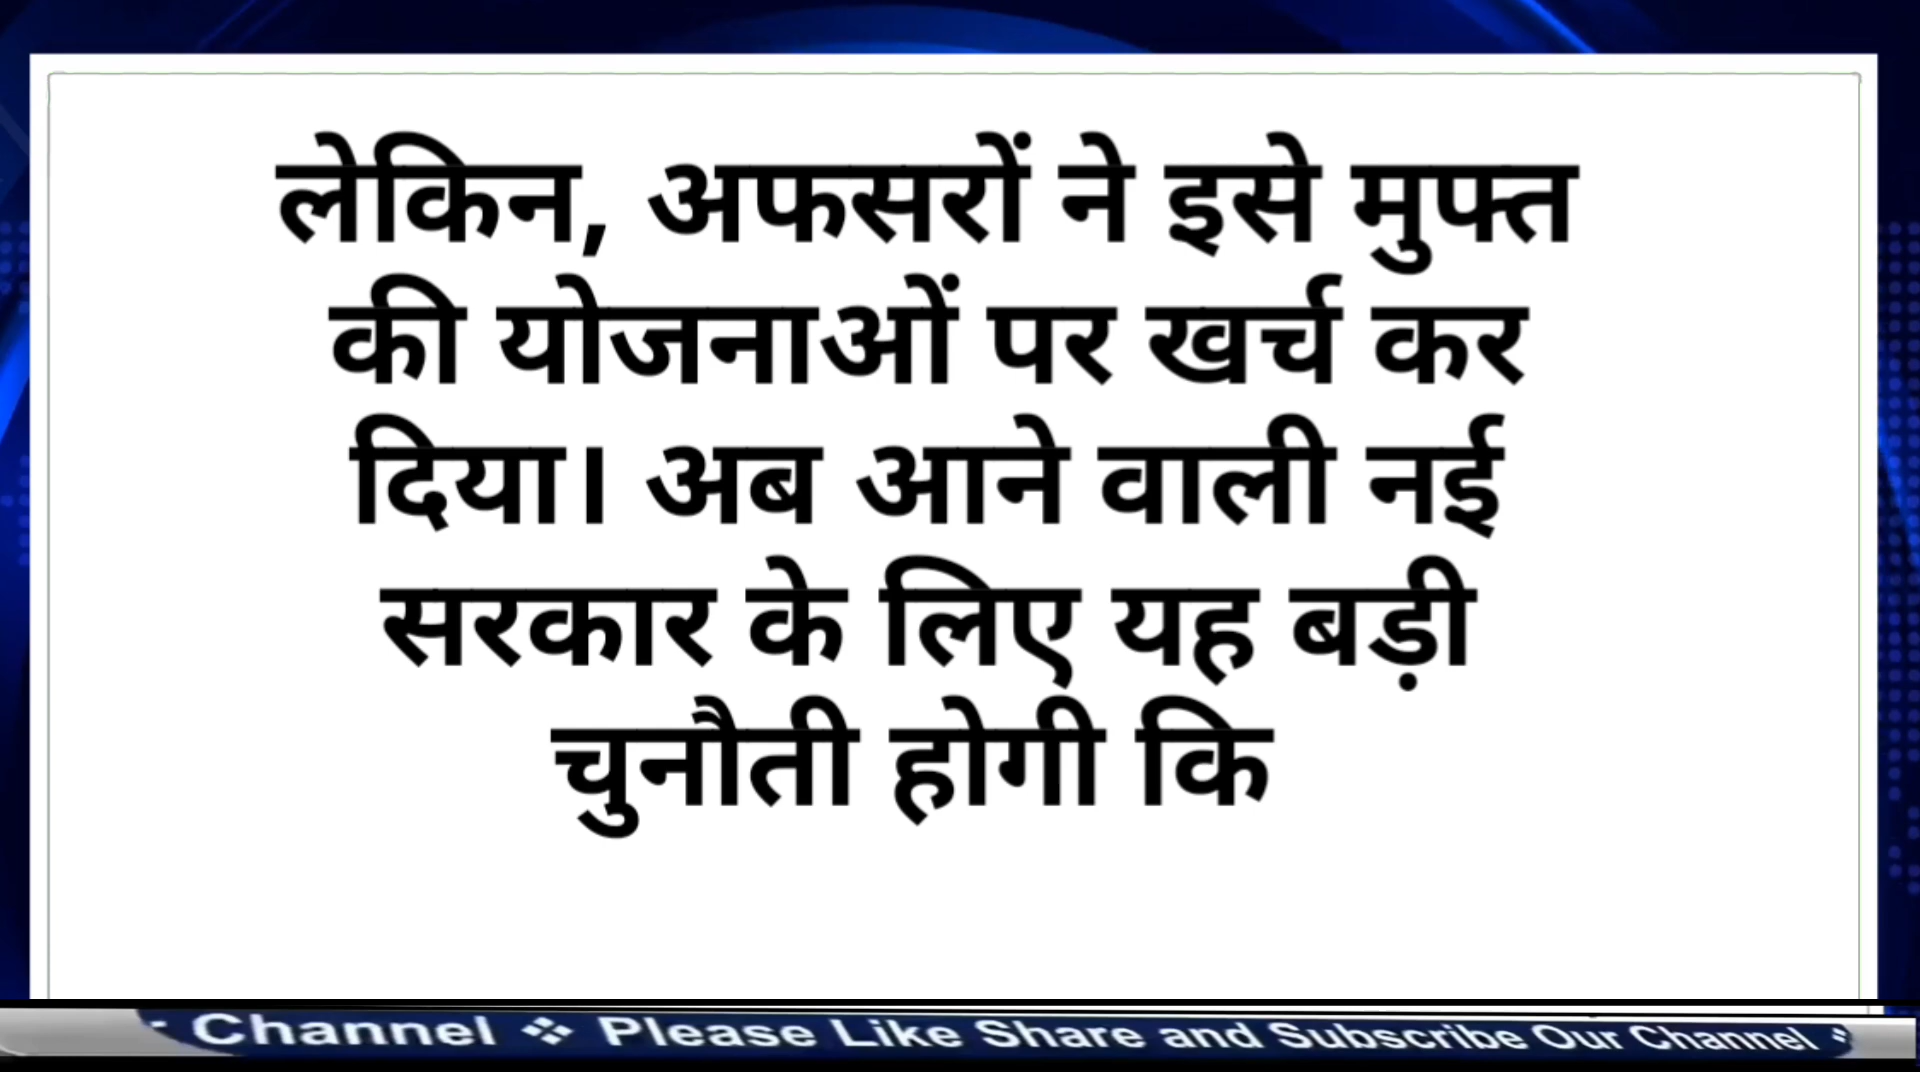 लेकिन, अफसरों ने इसे मुफ्त
की योजनाओं पर खर्च कर
दिया। अब आने वाली नई
सरकार के लिए यह बड़ी
चुनौती होगी कि
Channel ❖ Please Like Share and Subscribe Our Channel